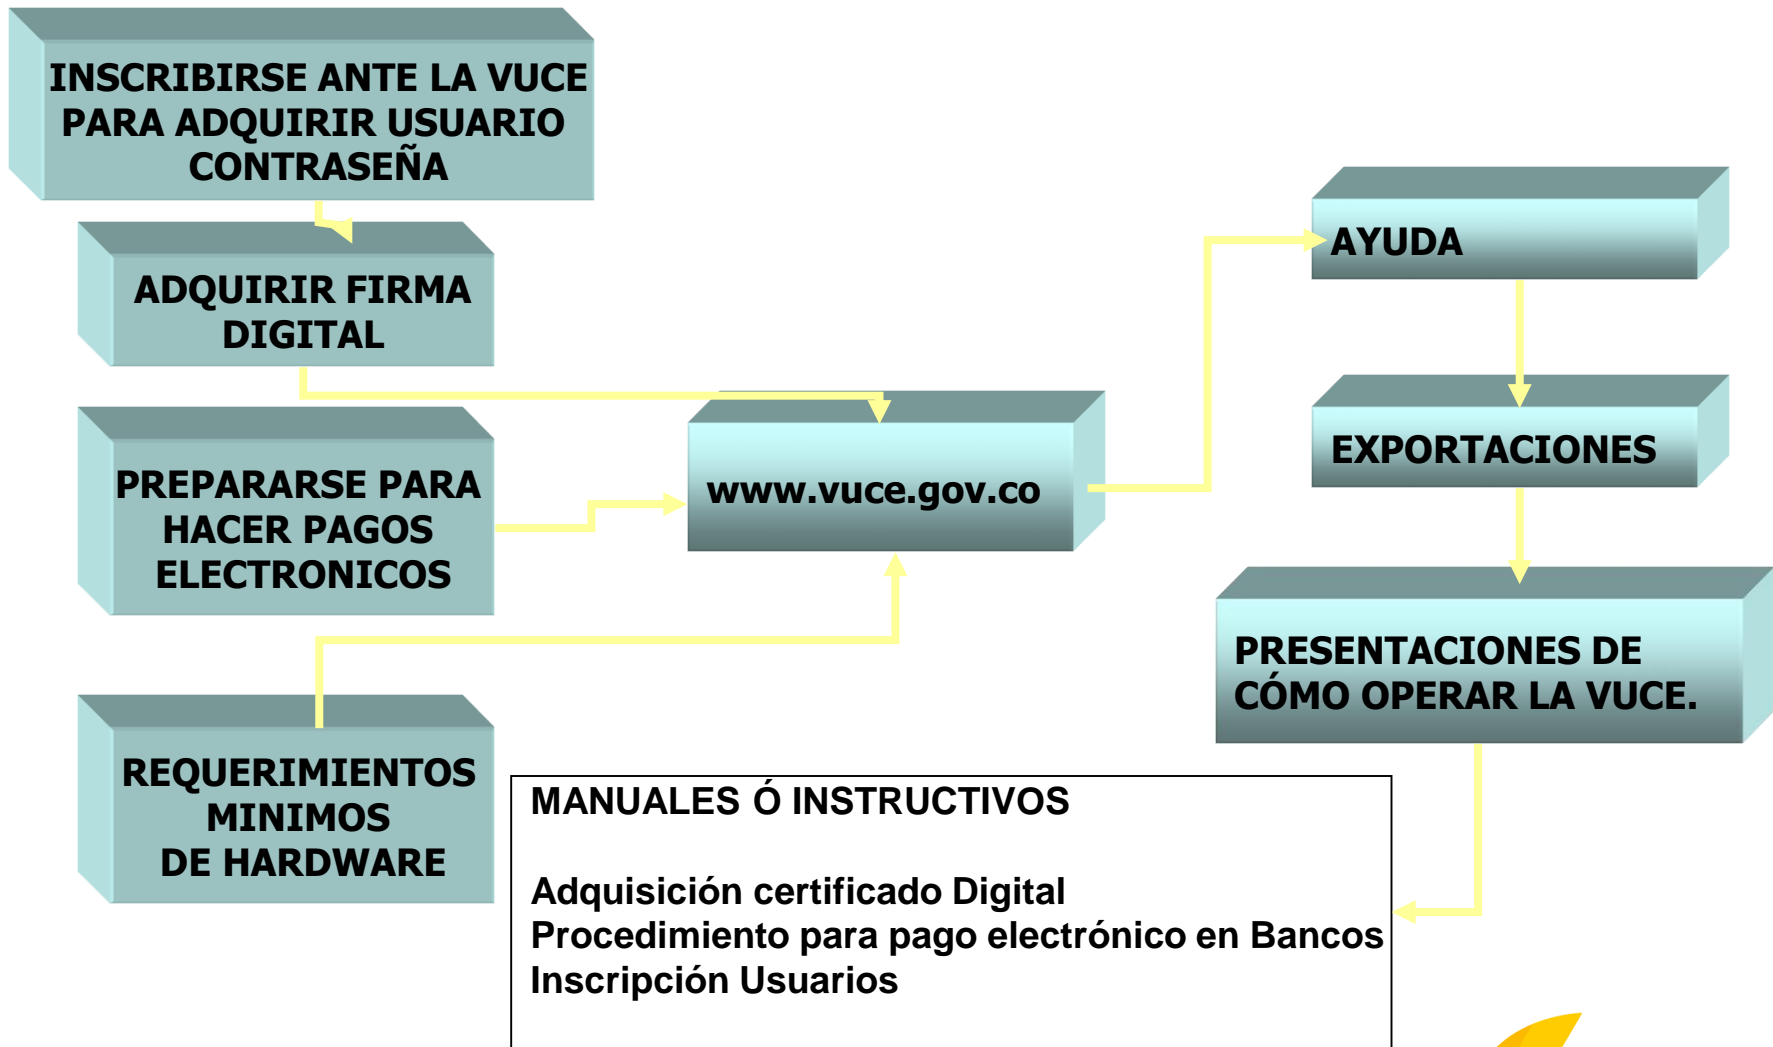 INSCRIBIRSE ANTE LA VUCE
PARA ADQUIRIR USUARIO
CONTRASEÑA
ADQUIRIR FIRMA
DIGITAL
PREPARARSE PARA
HACER PAGOS
ELECTRONICOS
REQUERIMIENTOS
MINIMOS
DE HARDWARE
www.vuce.gov.co
AYUDA
EXPORTACIONES
PRESENTACIONES DE
CÓMO OPERAR LA VUCE.
MANUALES Ó INSTRUCTIVOS
Adquisición certificado Digital
Procedimiento para pago electrónico en Bancos
Inscripción Usuarios